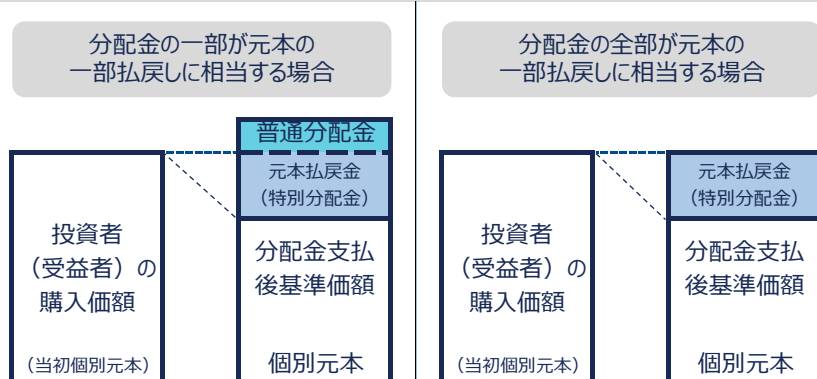 分配金の一部が元本の
一部払戻しに相当する場合
普通分配金
元本払戻金
（特別分配金）
投資者
（受益者）の
購入価額
（当初個別元本）
分配金支払
後基準価額
個別元本
分配金の全部が元本の
一部払戻しに相当する場合
元本払戻金
（特別分配金）
投資者
（受益者）の
購入価額
（当初個別元本）
分配金支払
後基準価額
個別元本